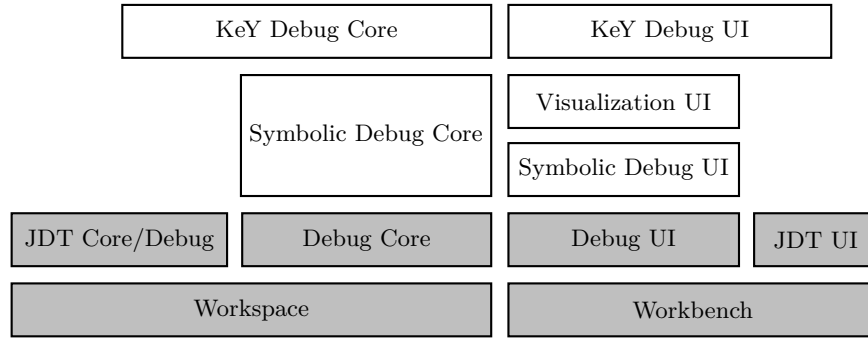 KeY Debug Core
KeY Debug UI
Symbolic Debug Core
Visualization UI
Symbolic Debug UI
JDT Core/Debug
Debug Core
Debug UI
JDT UI
Workspace
Workbench